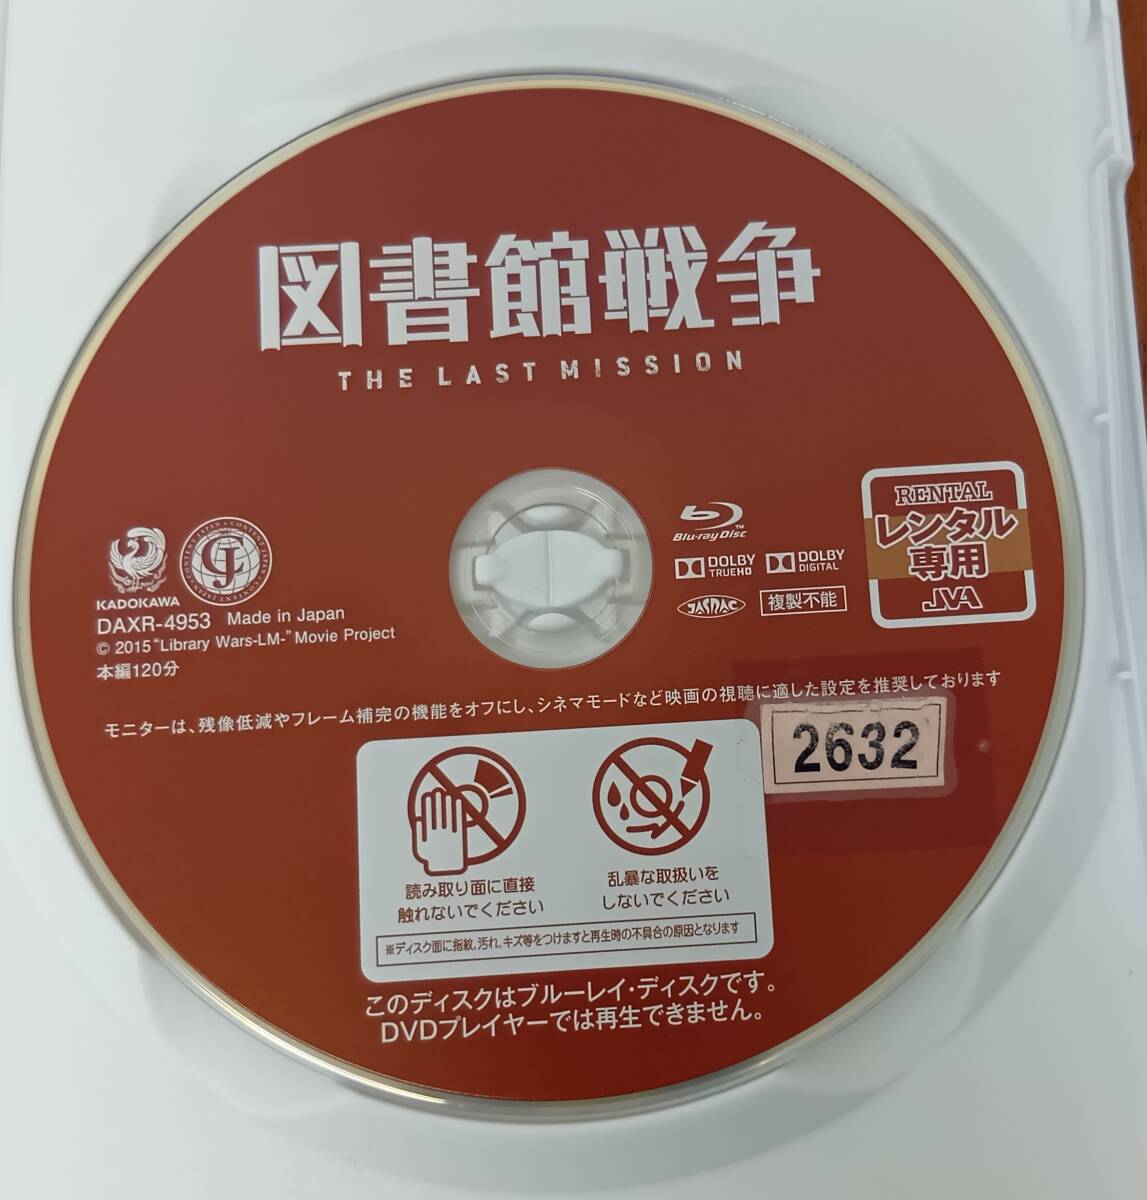 図書館戦争
THE LAST MISSION
RENTAL
レンタル
専用
JVA
Blu-ray Disc™
DOLBY
TRUEHD
DOLBY
DIGITAL
JASRAC
複製不能
CONTENT JAPAN
CJ
KADOKAWA
DAXR-4953 Made in Japan
© 2015 "Library Wars-LM-" Movie Project
本編120分
モニターは、残像低減やフレーム補完の機能をオフにし、シネマモードなど映画の視聴に適した設定を推奨しております
2632
読み取り面に直接
触れないでください
乱暴な取扱いを
しないでください
※ディスク面に指紋、汚れ、キズ等をつけますと再生時の不具合の原因となります
このディスクはブルーレイ・ディスクです。
DVDプレイヤーでは再生できません。